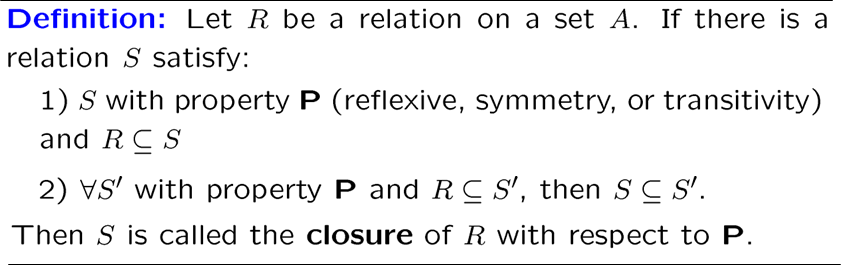 Definition: Let R be a relation on a set A. If there is a
relation S satisfy:
1) S with property P (reflexive, symmetry, or transitivity)
and R ⊆ S
2) ∀S′ with property P and R ⊆ S′, then S ⊆ S′.
Then S is called the closure of R with respect to P.